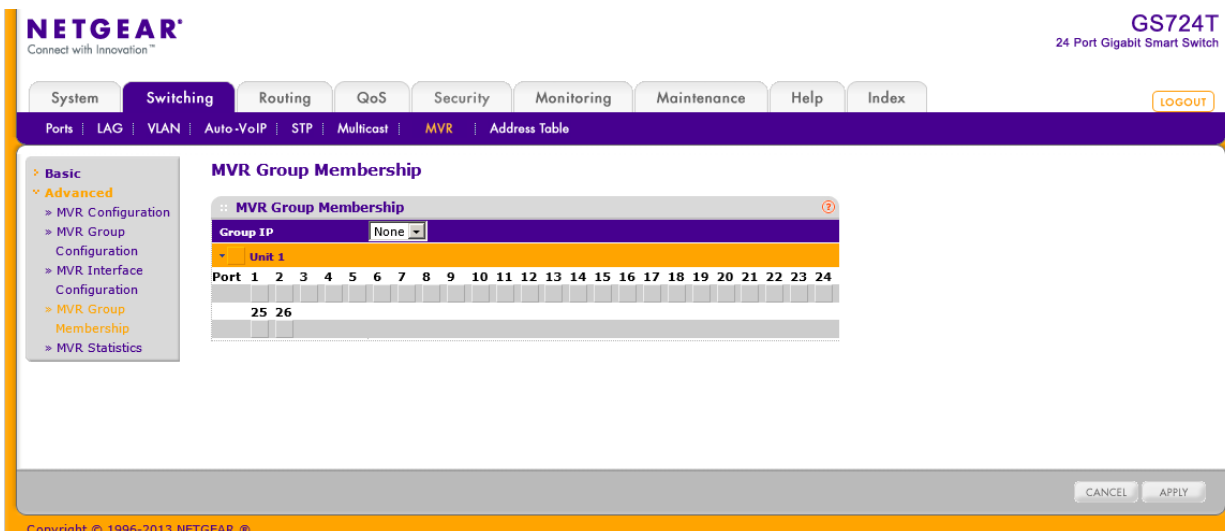 NETGEAR®
Connect with Innovation™
GS724T
24 Port Gigabit Smart Switch
System Switching Routing QoS Security Monitoring Maintenance Help Index
LOGOUT
Ports | LAG | VLAN | Auto-VoIP | STP | Multicast | MVR | Address Table
Basic
Advanced
» MVR Configuration
» MVR Group
Configuration
» MVR Interface
Configuration
» MVR Group
Membership
» MVR Statistics
MVR Group Membership
:: MVR Group Membership ?
Group IP None
Unit 1
Port 1 2 3 4 5 6 7 8 9 10 11 12 13 14 15 16 17 18 19 20 21 22 23 24
25 26
CANCEL APPLY
Copyright © 1996-2013 NETGEAR ®